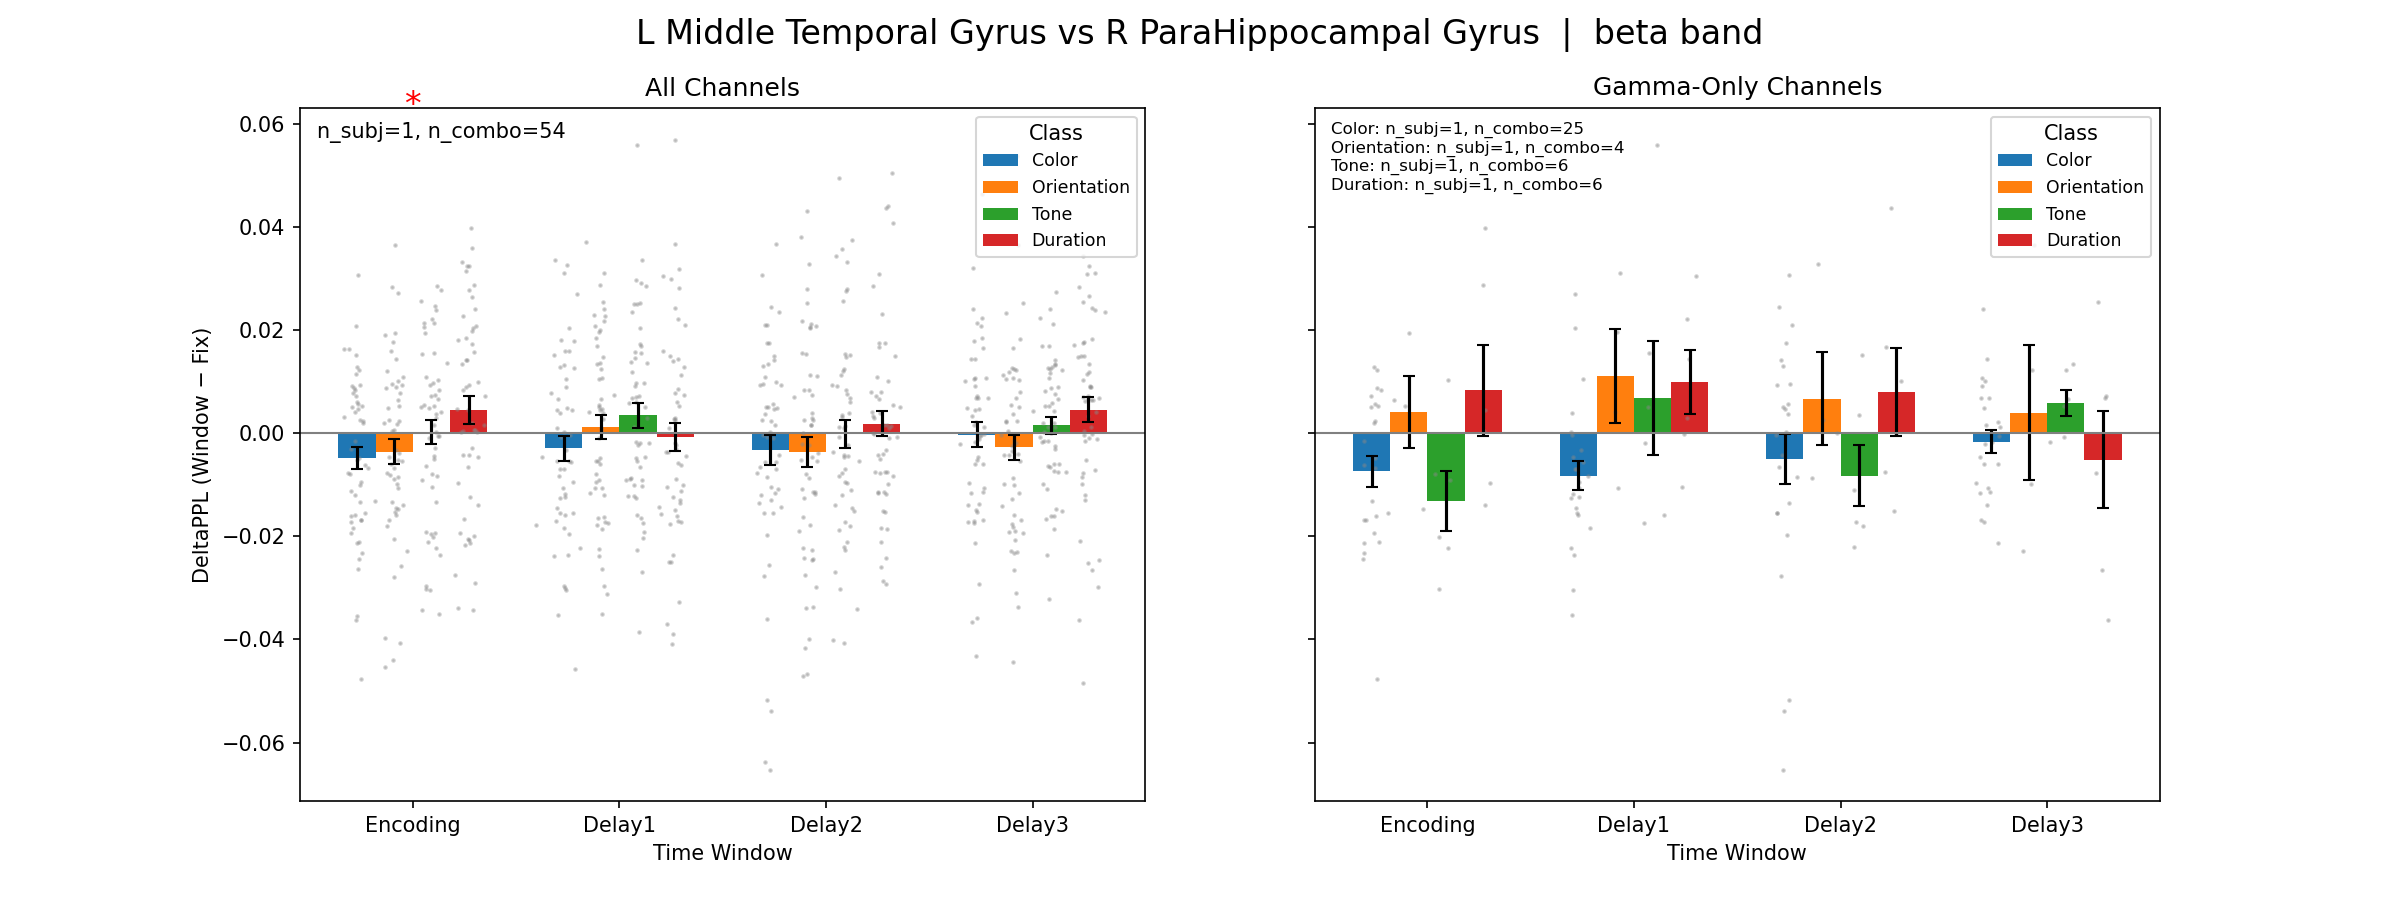 L Middle Temporal Gyrus vs R ParaHippocampal Gyrus | beta band
All Channels
*
n_subj=1, n_combo=54
Class
Color
Orientation
Tone
Duration
0.06
0.04
0.02
0.00
−0.02
−0.04
−0.06
DeltaPPL (Window − Fix)
Encoding
Delay1
Delay2
Delay3
Time Window
Gamma-Only Channels
Color: n_subj=1, n_combo=25
Orientation: n_subj=1, n_combo=4
Tone: n_subj=1, n_combo=6
Duration: n_subj=1, n_combo=6
Class
Color
Orientation
Tone
Duration
Encoding
Delay1
Delay2
Delay3
Time Window